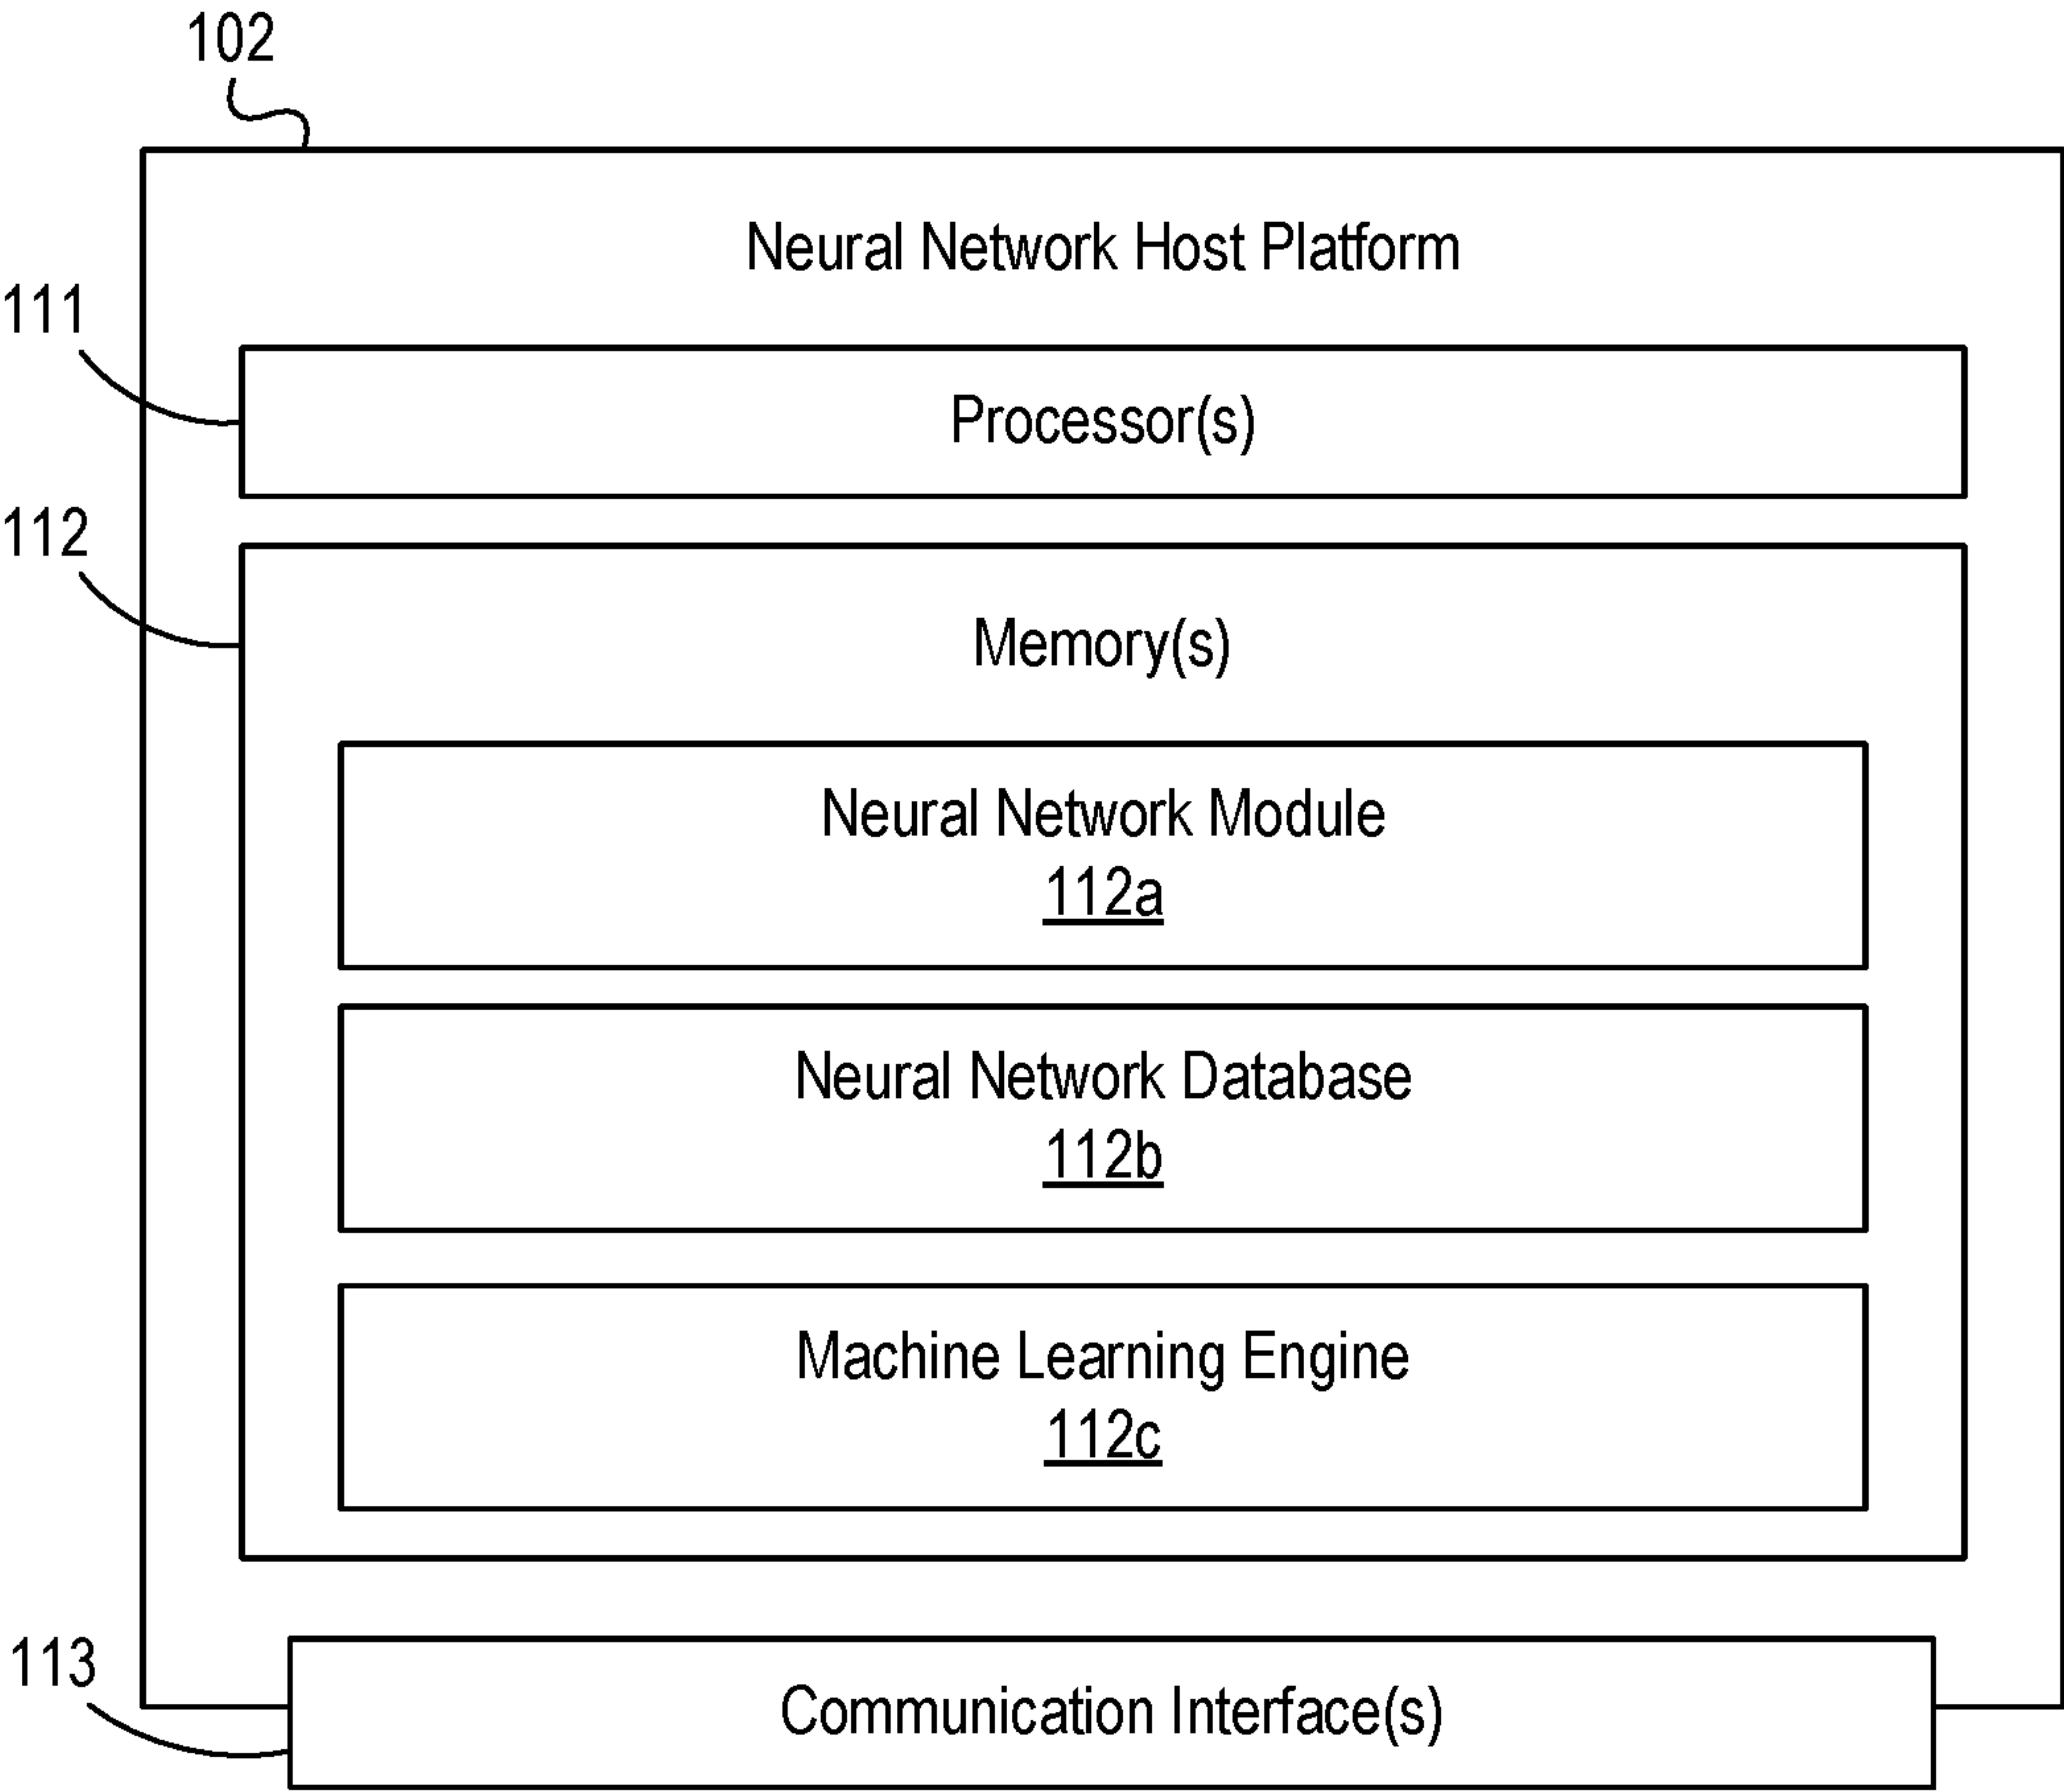 102
Neural Network Host Platform
111
Processor(s)
112
Memory(s)
Neural Network Module
112a
Neural Network Database
112b
Machine Learning Engine
112c
113
Communication Interface(s)